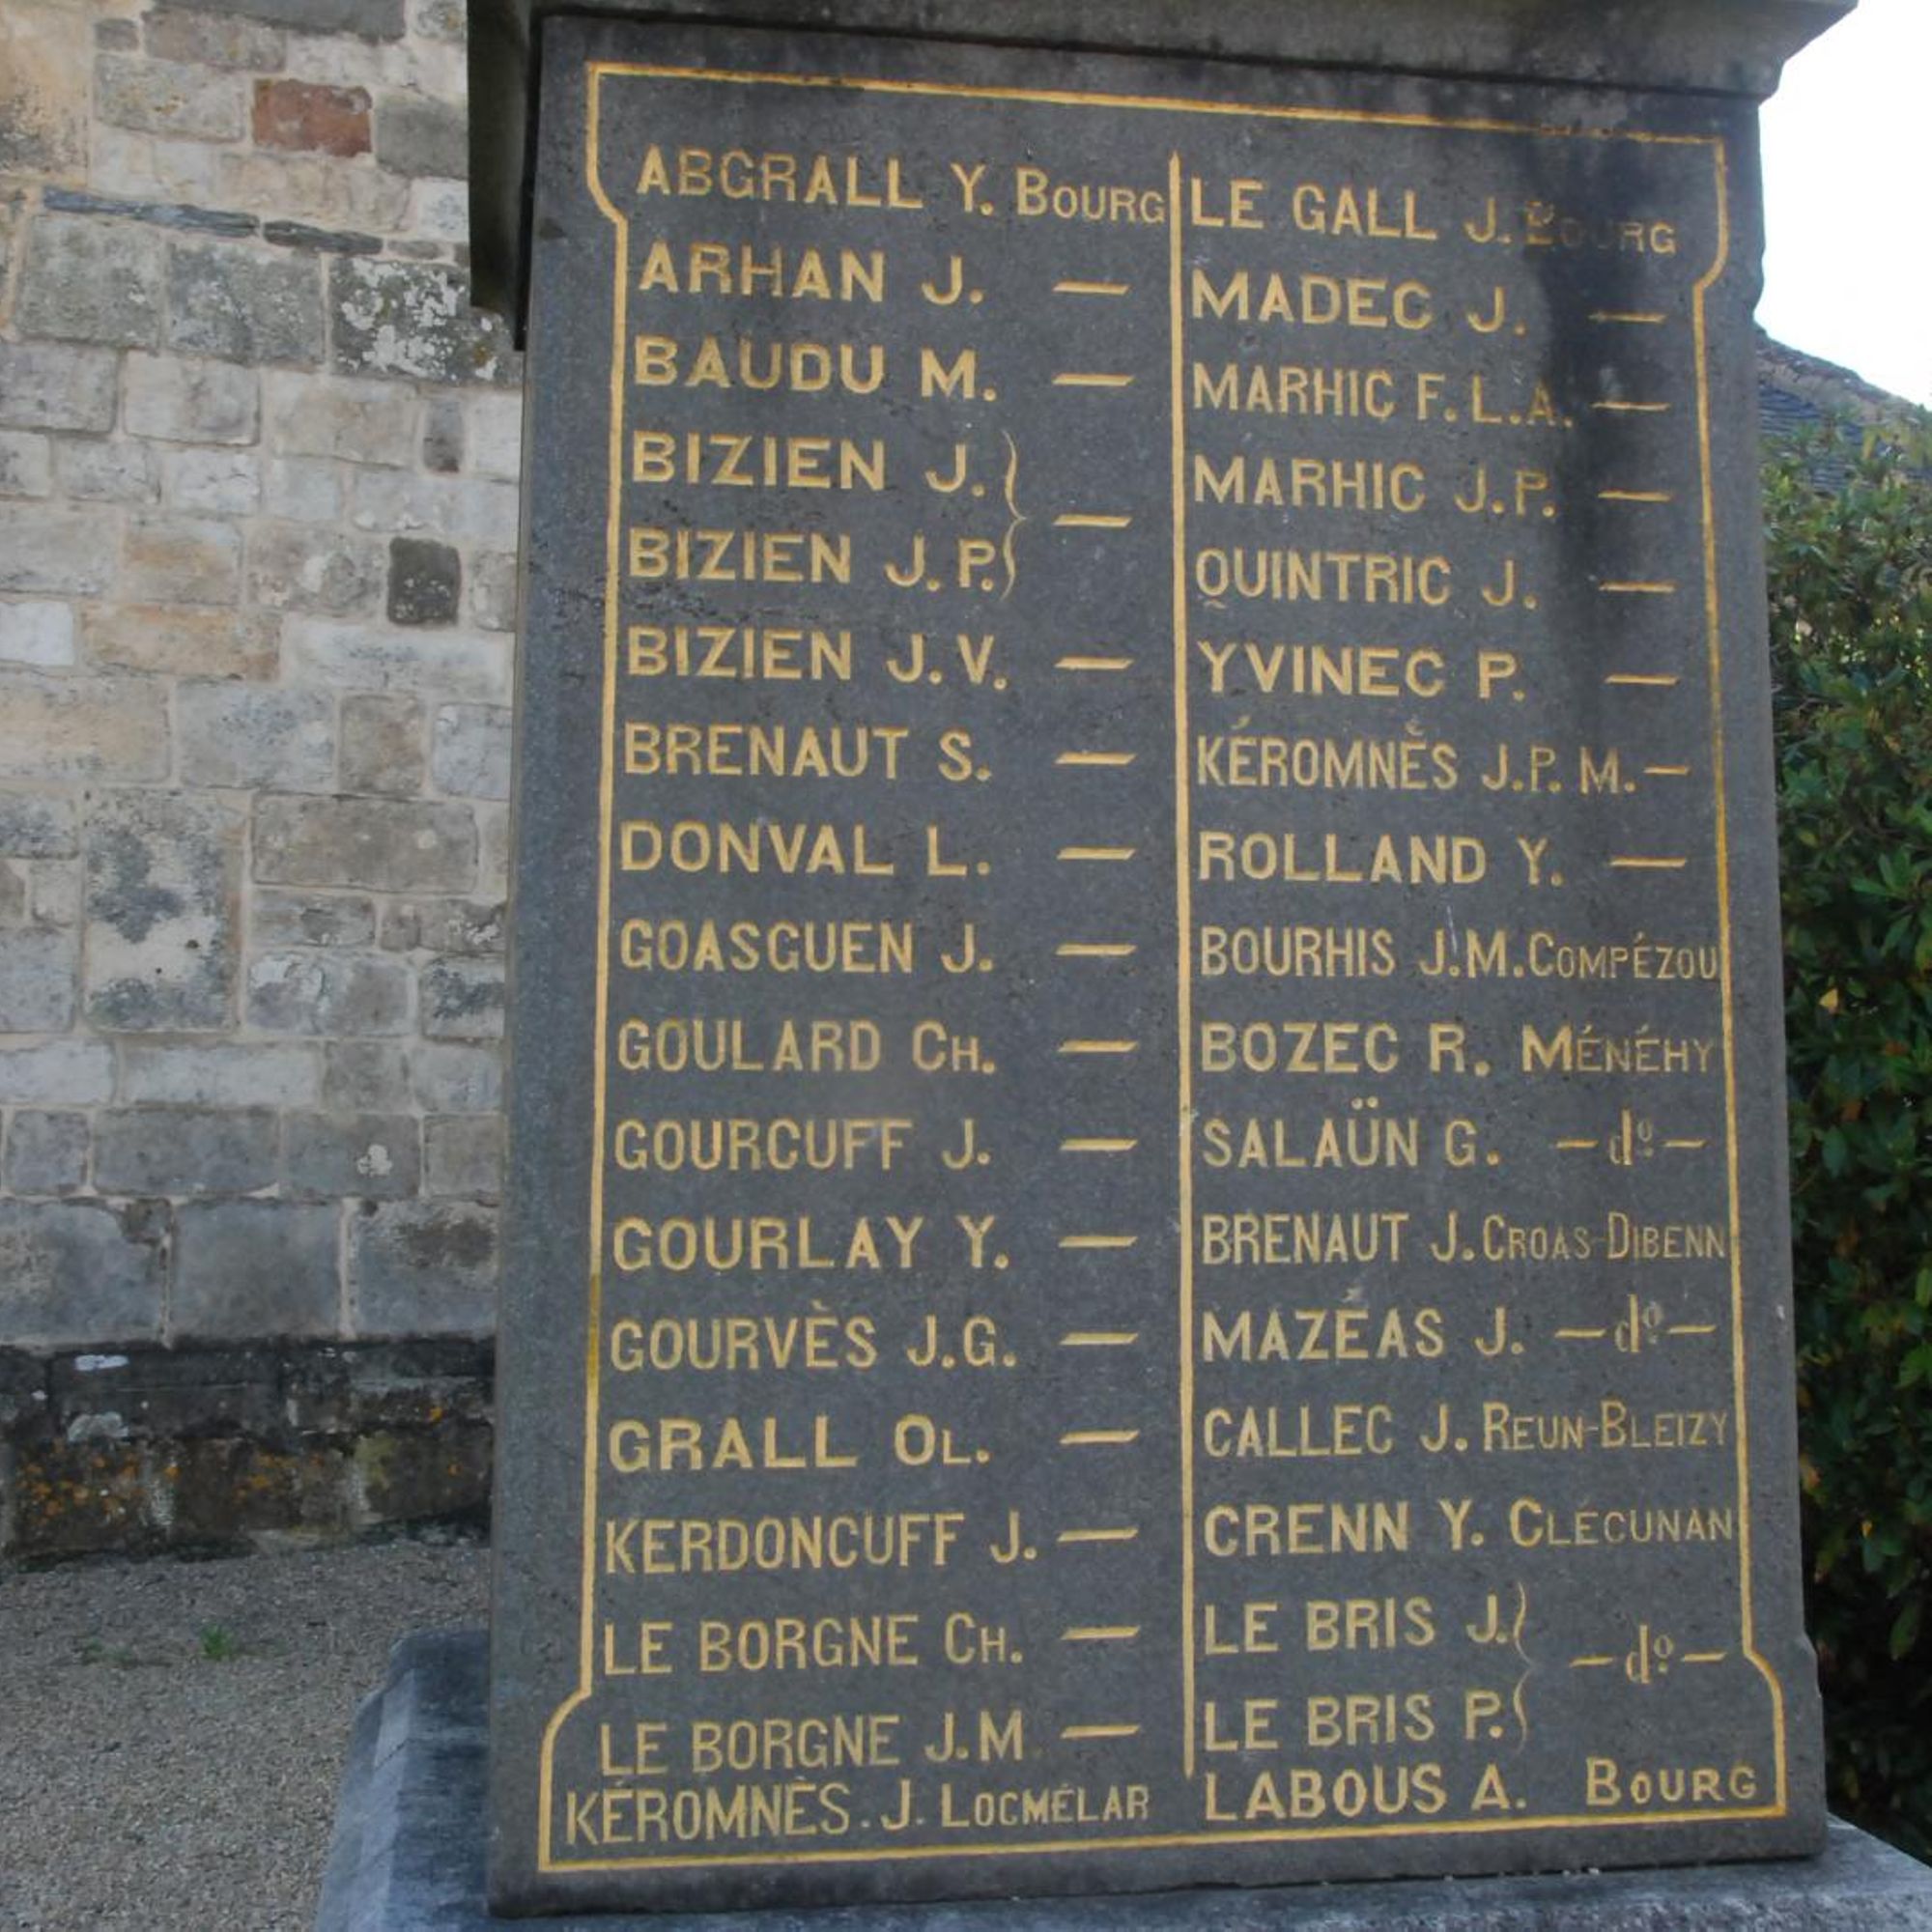 ABGRALL Y. BOURG
ARHAN J. —
BAUDU M. —
BIZIEN J.
—
BIZIEN J.P.
BIZIEN J.V. —
BRENAUT S. —
DONVAL L. —
GOASGUEN J. —
GOULARD CH. —
GOURCUFF J. —
GOURLAY Y. —
GOURVÈS J.G. —
GRALL OL. —
KERDONCUFF J. —
LE BORGNE CH. —
LE BORGNE J.M —
KÉROMNÈS. J. LOCMÉLAR
LE GALL J. BOURG
MADEC J. —
MARHIC F.L.A. —
MARHIC J.P. —
QUINTRIC J. —
YVINEC P. —
KÉROMNÈS J.P.M. —
ROLLAND Y. —
BOURHIS J.M. COMPÉZOU
BOZEC R. MÉNÉHY
SALAÜN G. — dº —
BRENAUT J. CROAS-DIBENN
MAZÉAS J. — dº —
CALLEC J. REUN-BLEIZY
CRENN Y. CLÉCUNAN
LE BRIS J.
— dº —
LE BRIS P.
LABOUS A. BOURG